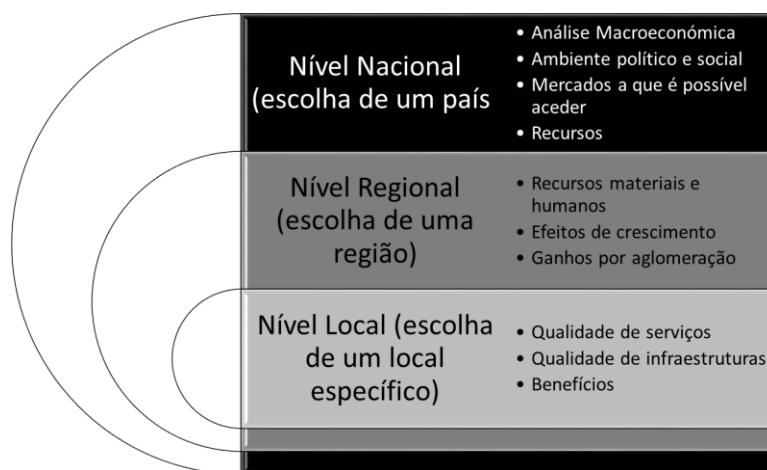 Nível Nacional
(escolha de um país
• Análise Macroeconómica
• Ambiente político e social
• Mercados a que é possível
aceder
• Recursos
Nível Regional
(escolha de uma
região)
• Recursos materiais e
humanos
• Efeitos de crescimento
• Ganhos por aglomeração
Nível Local (escolha
de um local
específico)
• Qualidade de serviços
• Qualidade de infraestruturas
• Benefícios